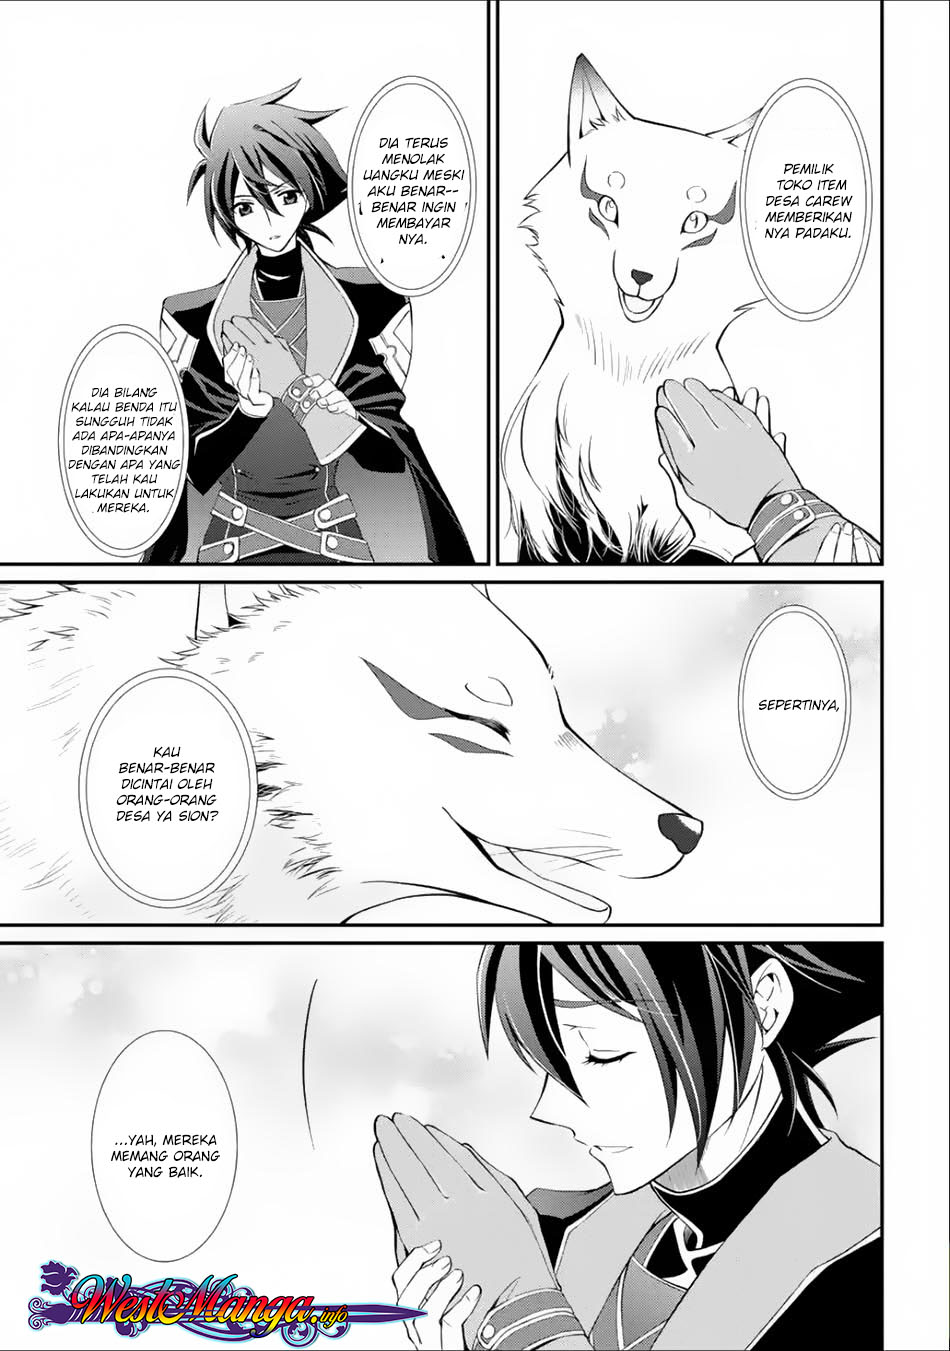 PEMILIK
TOKO ITEM
DESA CAREW
MEMBERIKAN
NYA PADAKU.
DIA TERUS
MENOLAK
UANGKU MESKI
AKU BENAR--
BENAR INGIN
MEMBAYAR
NYA.
DIA BILANG
KALAU BENDA ITU
SUNGGUH TIDAK
ADA APA-APANYA
DIBANDINGKAN
DENGAN APA YANG
TELAH KAU
LAKUKAN UNTUK
MEREKA.
SEPERTINYA,
KAU
BENAR-BENAR
DICINTAI OLEH
ORANG-ORANG
DESA YA SION?
...YAH, MEREKA
MEMANG ORANG
YANG BAIK.
WestManga.info